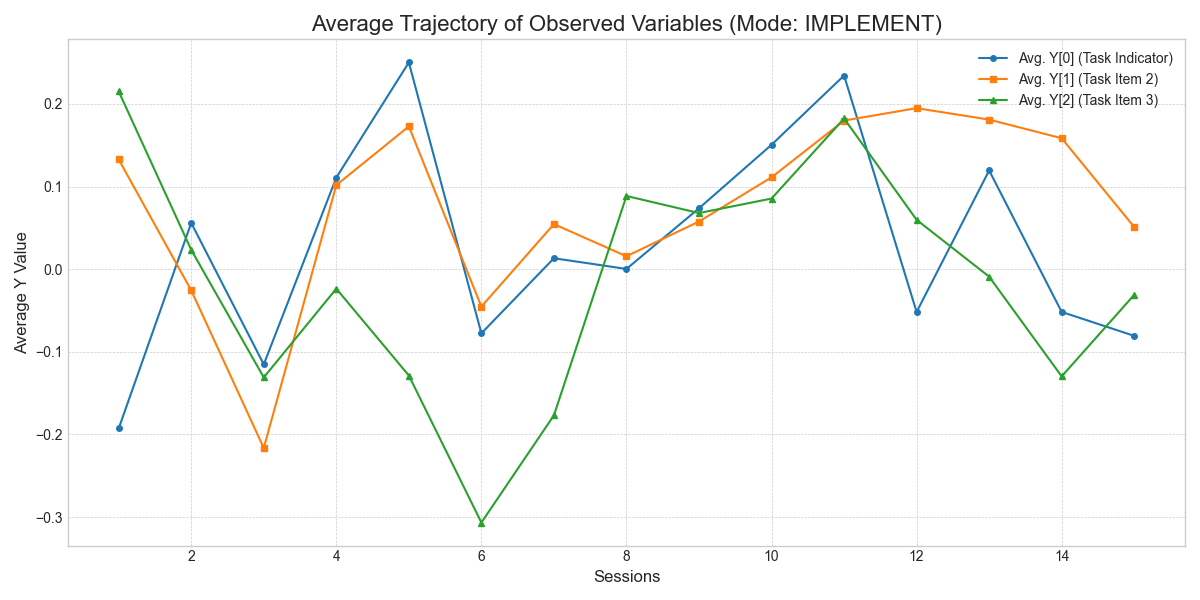 Average Trajectory of Observed Variables (Mode: IMPLEMENT)
Avg. Y[0] (Task Indicator)
Avg. Y[1] (Task Item 2)
Avg. Y[2] (Task Item 3)
Average Y Value
0.2
0.1
0.0
−0.1
−0.2
−0.3
2 4 6 8 10 12 14
Sessions